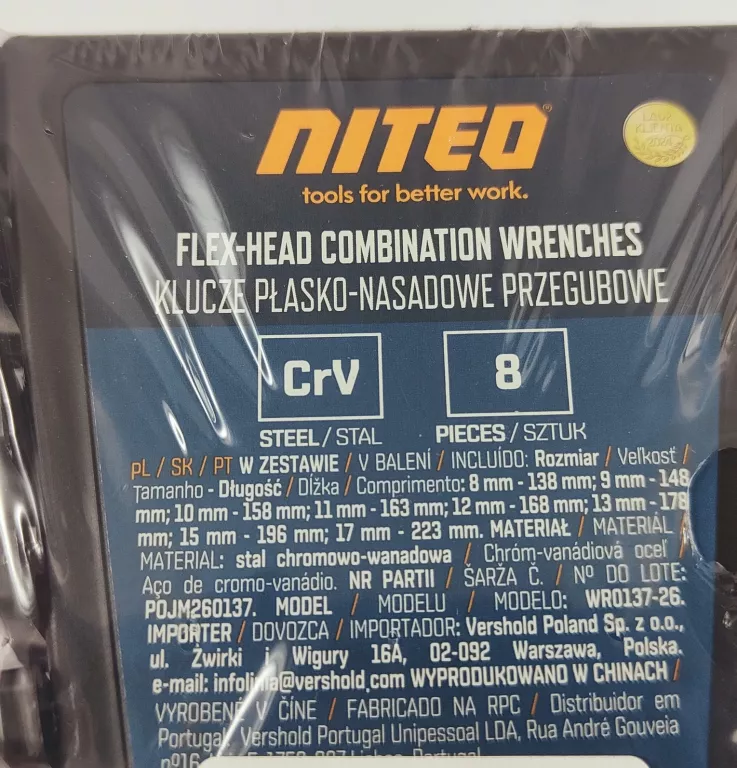 NITEO®
LAUR
KLIENTA
2024
tools for better work.
FLEX-HEAD COMBINATION WRENCHES
KLUCZE PŁASKO-NASADOWE PRZEGUBOWE
CrV
8
STEEL / STAL
PIECES / SZTUK
PL / SK / PT W ZESTAWIE / V BALENÍ / INCLUÍDO: Rozmiar / Veľkosť /
Tamanho - Długość / Dĺžka / Comprimento: 8 mm - 138 mm; 9 mm - 148
mm; 10 mm - 158 mm; 11 mm - 163 mm; 12 mm - 168 mm; 13 mm - 178
mm; 15 mm - 196 mm; 17 mm - 223 mm. MATERIAŁ / MATERIÁL /
MATERIAL: stal chromowo-wanadowa / Chróm-vanádiová oceľ /
Aço de cromo-vanádio. NR PARTII / ŠARŽA Č. / Nº DO LOTE:
POJM260137. MODEL / MODELU / MODELO: WR0137-26.
IMPORTER / DOVOZCA / IMPORTADOR: Vershold Poland Sp. z o.o.,
ul. Żwirki i Wigury 16A, 02-092 Warszawa, Polska.
e-mail: infolinia@vershold.com WYPRODUKOWANO W CHINACH /
VYROBENÉ V ČÍNE / FABRICADO NA RPC / Distribuidor em
Portugal: Vershold Portugal Unipessoal LDA, Rua André Gouveia
nº16